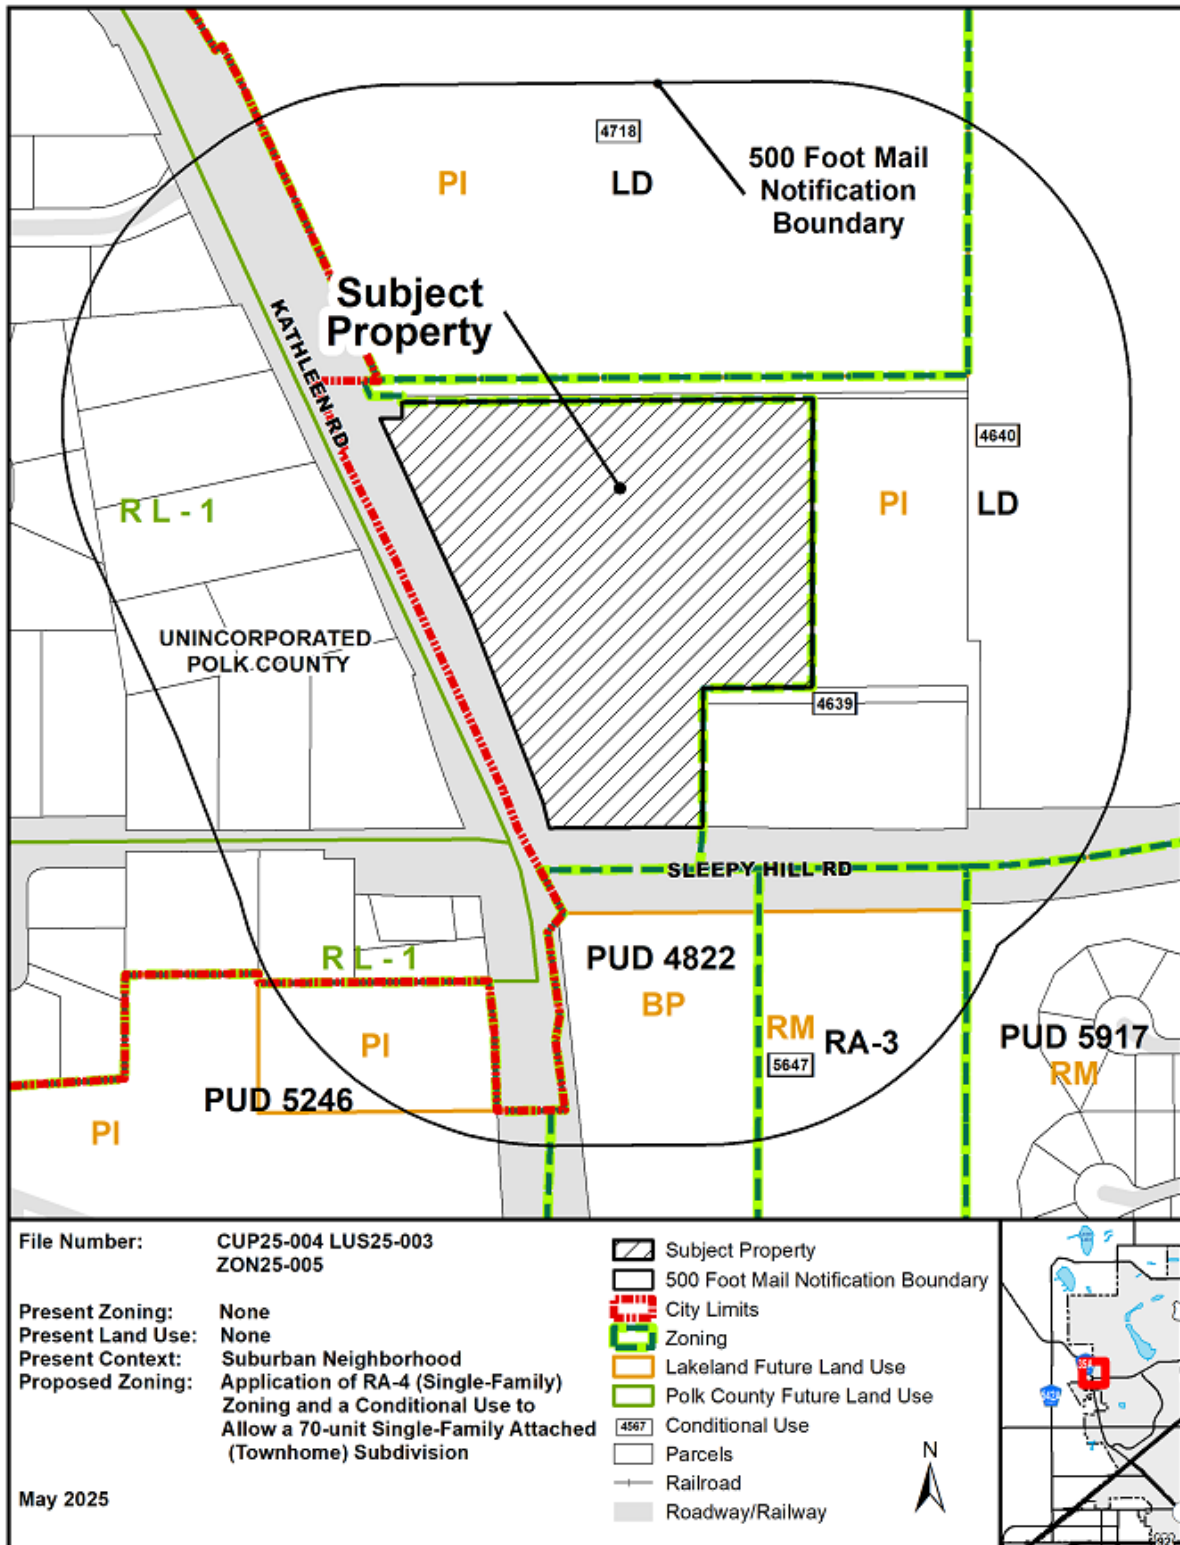 4718
500 Foot Mail
Notification
Boundary
PI
LD
Subject
Property
KATHLEEN RD
4640
PI
LD
RL-1
UNINCORPORATED
POLK COUNTY
4639
SLEEPY HILL RD
PUD 4822
RL-1
BP
RM
RA-3
PUD 5917
PI
5647
RM
PUD 5246
PI
File Number: CUP25-004 LUS25-003
ZON25-005
Present Zoning: None
Present Land Use: None
Present Context: Suburban Neighborhood
Proposed Zoning: Application of RA-4 (Single-Family)
Zoning and a Conditional Use to
Allow a 70-unit Single-Family Attached
(Townhome) Subdivision
May 2025
Subject Property
500 Foot Mail Notification Boundary
City Limits
Zoning
Lakeland Future Land Use
Polk County Future Land Use
4567 Conditional Use
Parcels
Railroad
Roadway/Railway
N